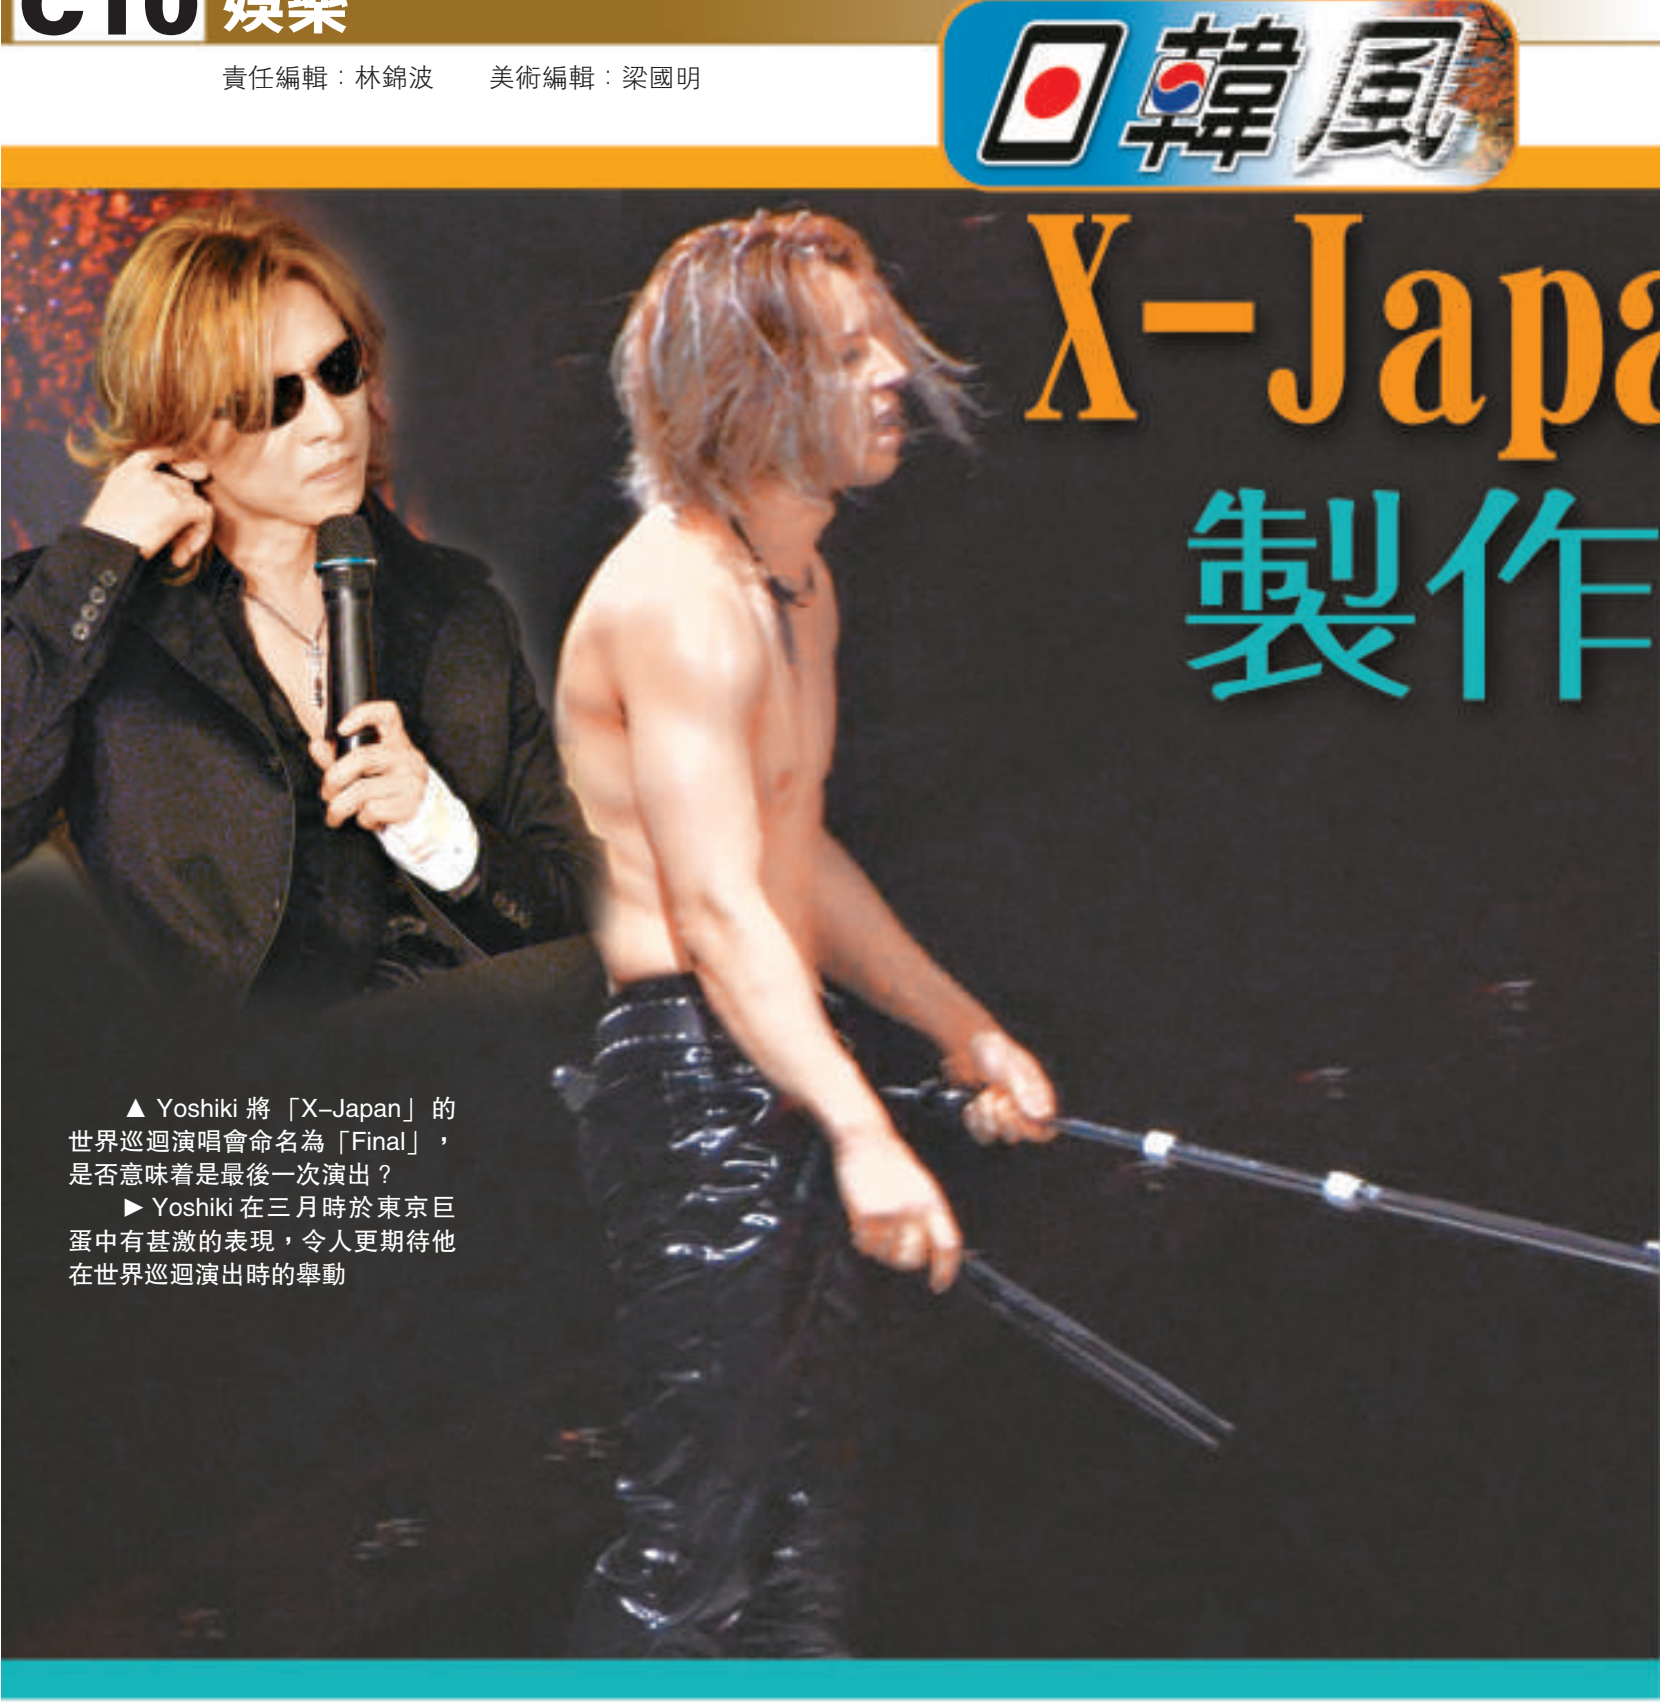 C10 娛樂
責任編輯：林錦波　　美術編輯：梁國明
日韓風
X-Japa
製作
▲ Yoshiki 將「X–Japan」的
世界巡迴演唱會命名為「Final」，
是否意味着是最後一次演出？
► Yoshiki 在三月時於東京巨
蛋中有甚激的表現，令人更期待他
在世界巡迴演出時的舉動